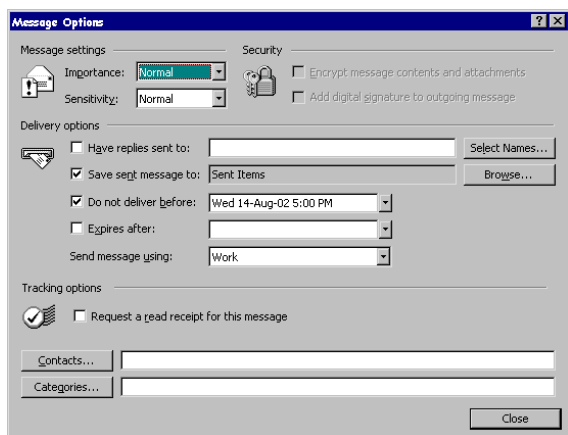 Message Options
Message settings Security
Importance: Normal Encrypt message contents and attachments
Sensitivity: Normal Add digital signature to outgoing message
Delivery options
Have replies sent to: Select Names...
Save sent message to: Sent Items Browse...
Do not deliver before: Wed 14-Aug-02 5:00 PM
Expires after:
Send message using: Work
Tracking options
Request a read receipt for this message
Contacts...
Categories...
Close